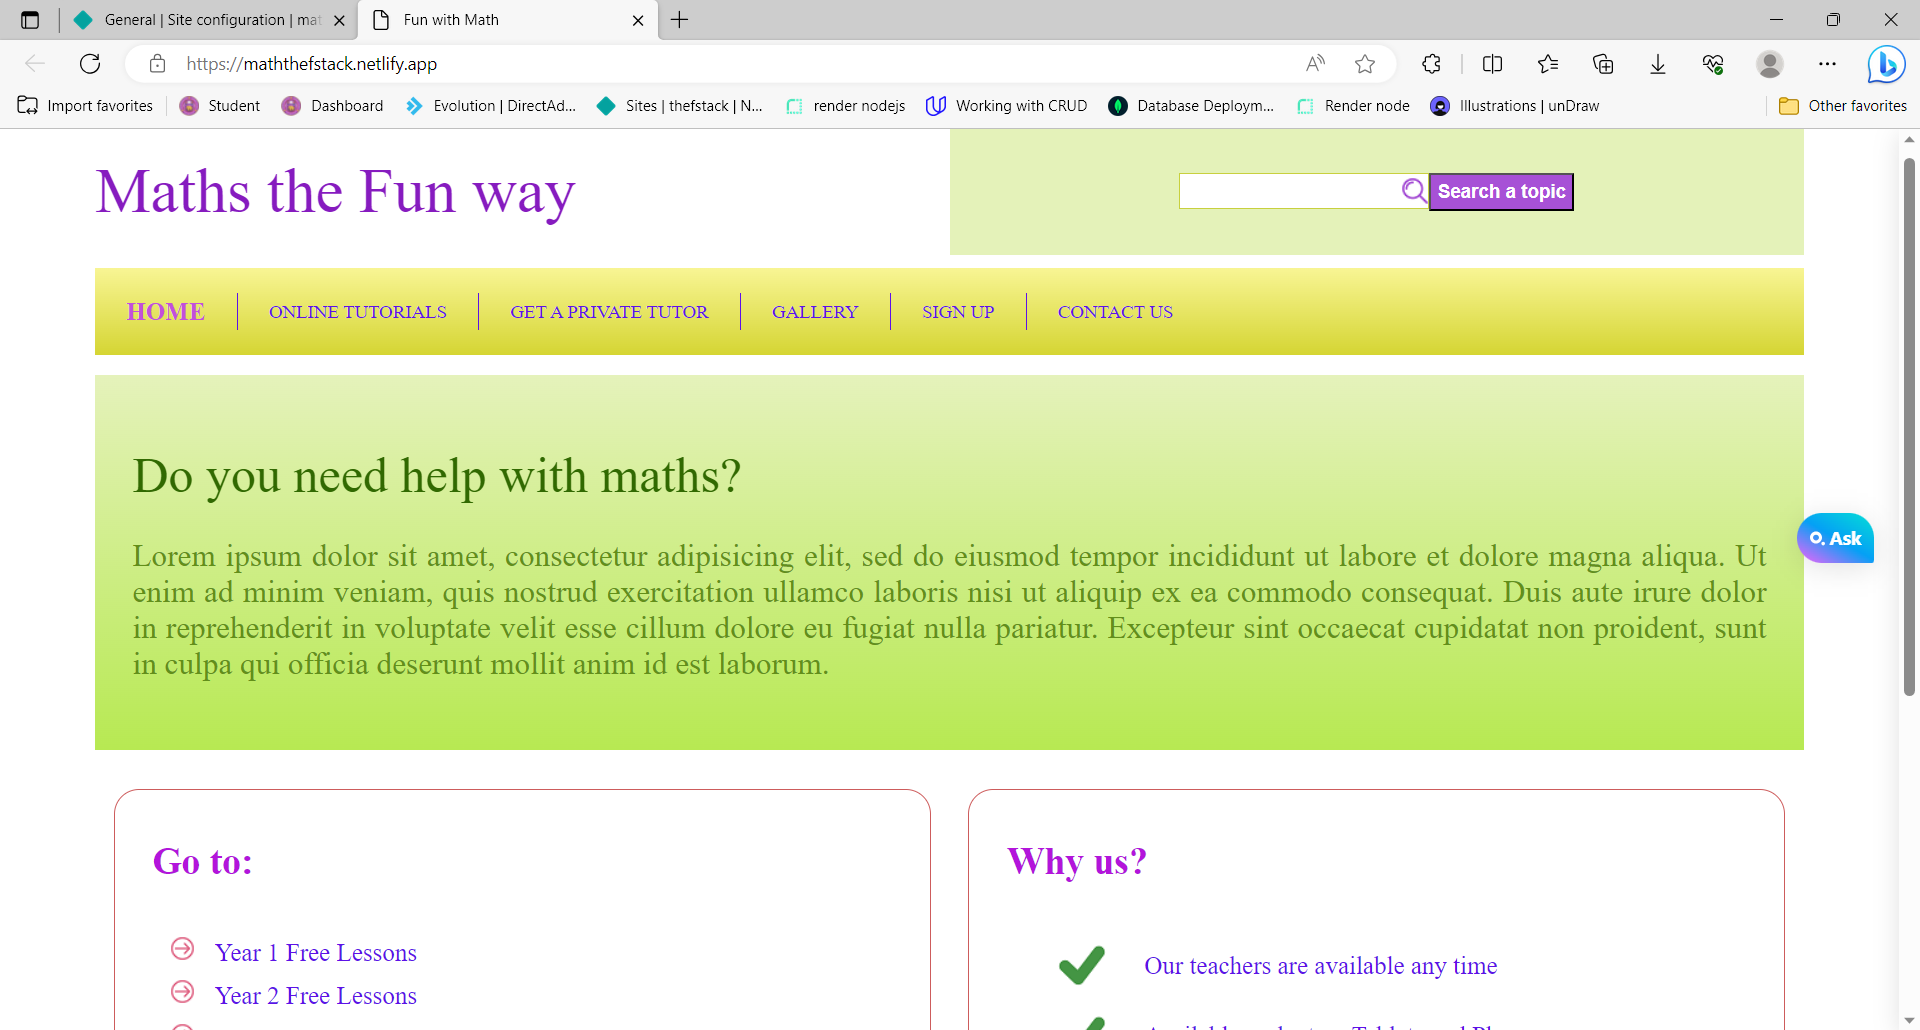 General | Site configuration | mat
Fun with Math
https://maththefstack.netlify.app
Import favorites
Student
Dashboard
Evolution | DirectAd...
Sites | thefstack | N...
render nodejs
Working with CRUD
Database Deploym...
Render node
Illustrations | unDraw
Other favorites
Maths the Fun way
Search a topic
HOME
ONLINE TUTORIALS
GET A PRIVATE TUTOR
GALLERY
SIGN UP
CONTACT US
Do you need help with maths?
Lorem ipsum dolor sit amet, consectetur adipisicing elit, sed do eiusmod tempor incididunt ut labore et dolore magna aliqua. Ut
enim ad minim veniam, quis nostrud exercitation ullamco laboris nisi ut aliquip ex ea commodo consequat. Duis aute irure dolor
in reprehenderit in voluptate velit esse cillum dolore eu fugiat nulla pariatur. Excepteur sint occaecat cupidatat non proident, sunt
in culpa qui officia deserunt mollit anim id est laborum.
Ask
Go to:
Year 1 Free Lessons
Year 2 Free Lessons
Why us?
Our teachers are available any time